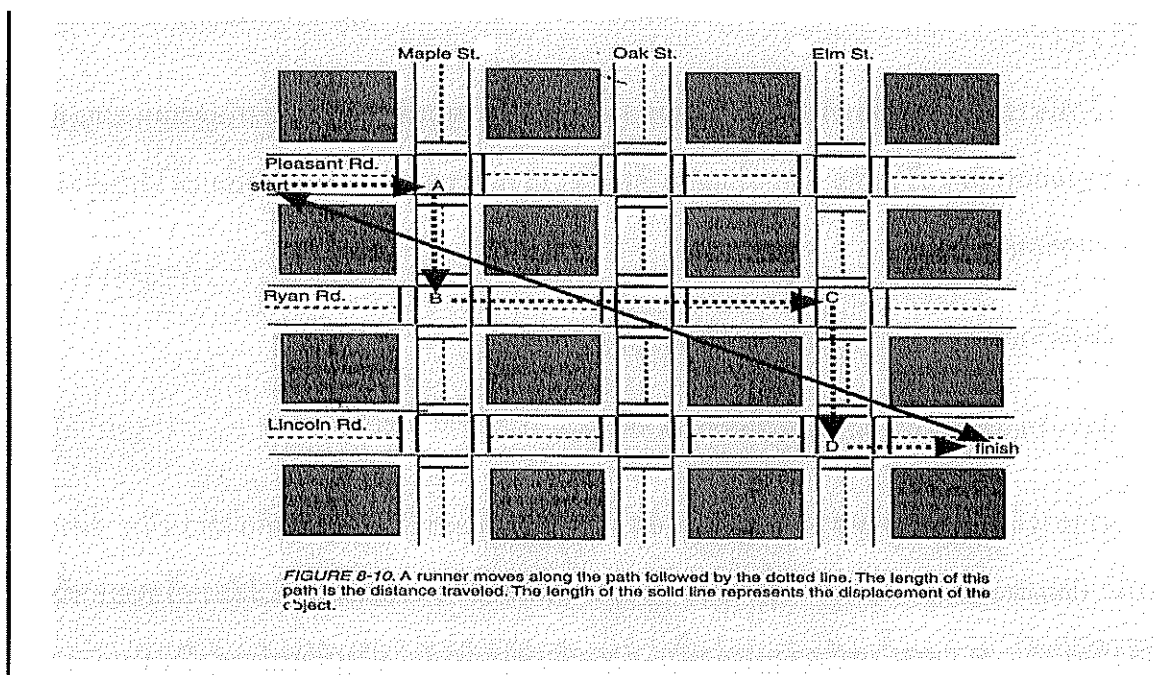 Maple St. Oak St. Elm St.
Pleasant Rd.
start A
Ryan Rd. B C
Lincoln Rd.
D finish
FIGURE 8-10. A runner moves along the path followed by the dotted line. The length of this
path is the distance traveled. The length of the solid line represents the displacement of the
object.